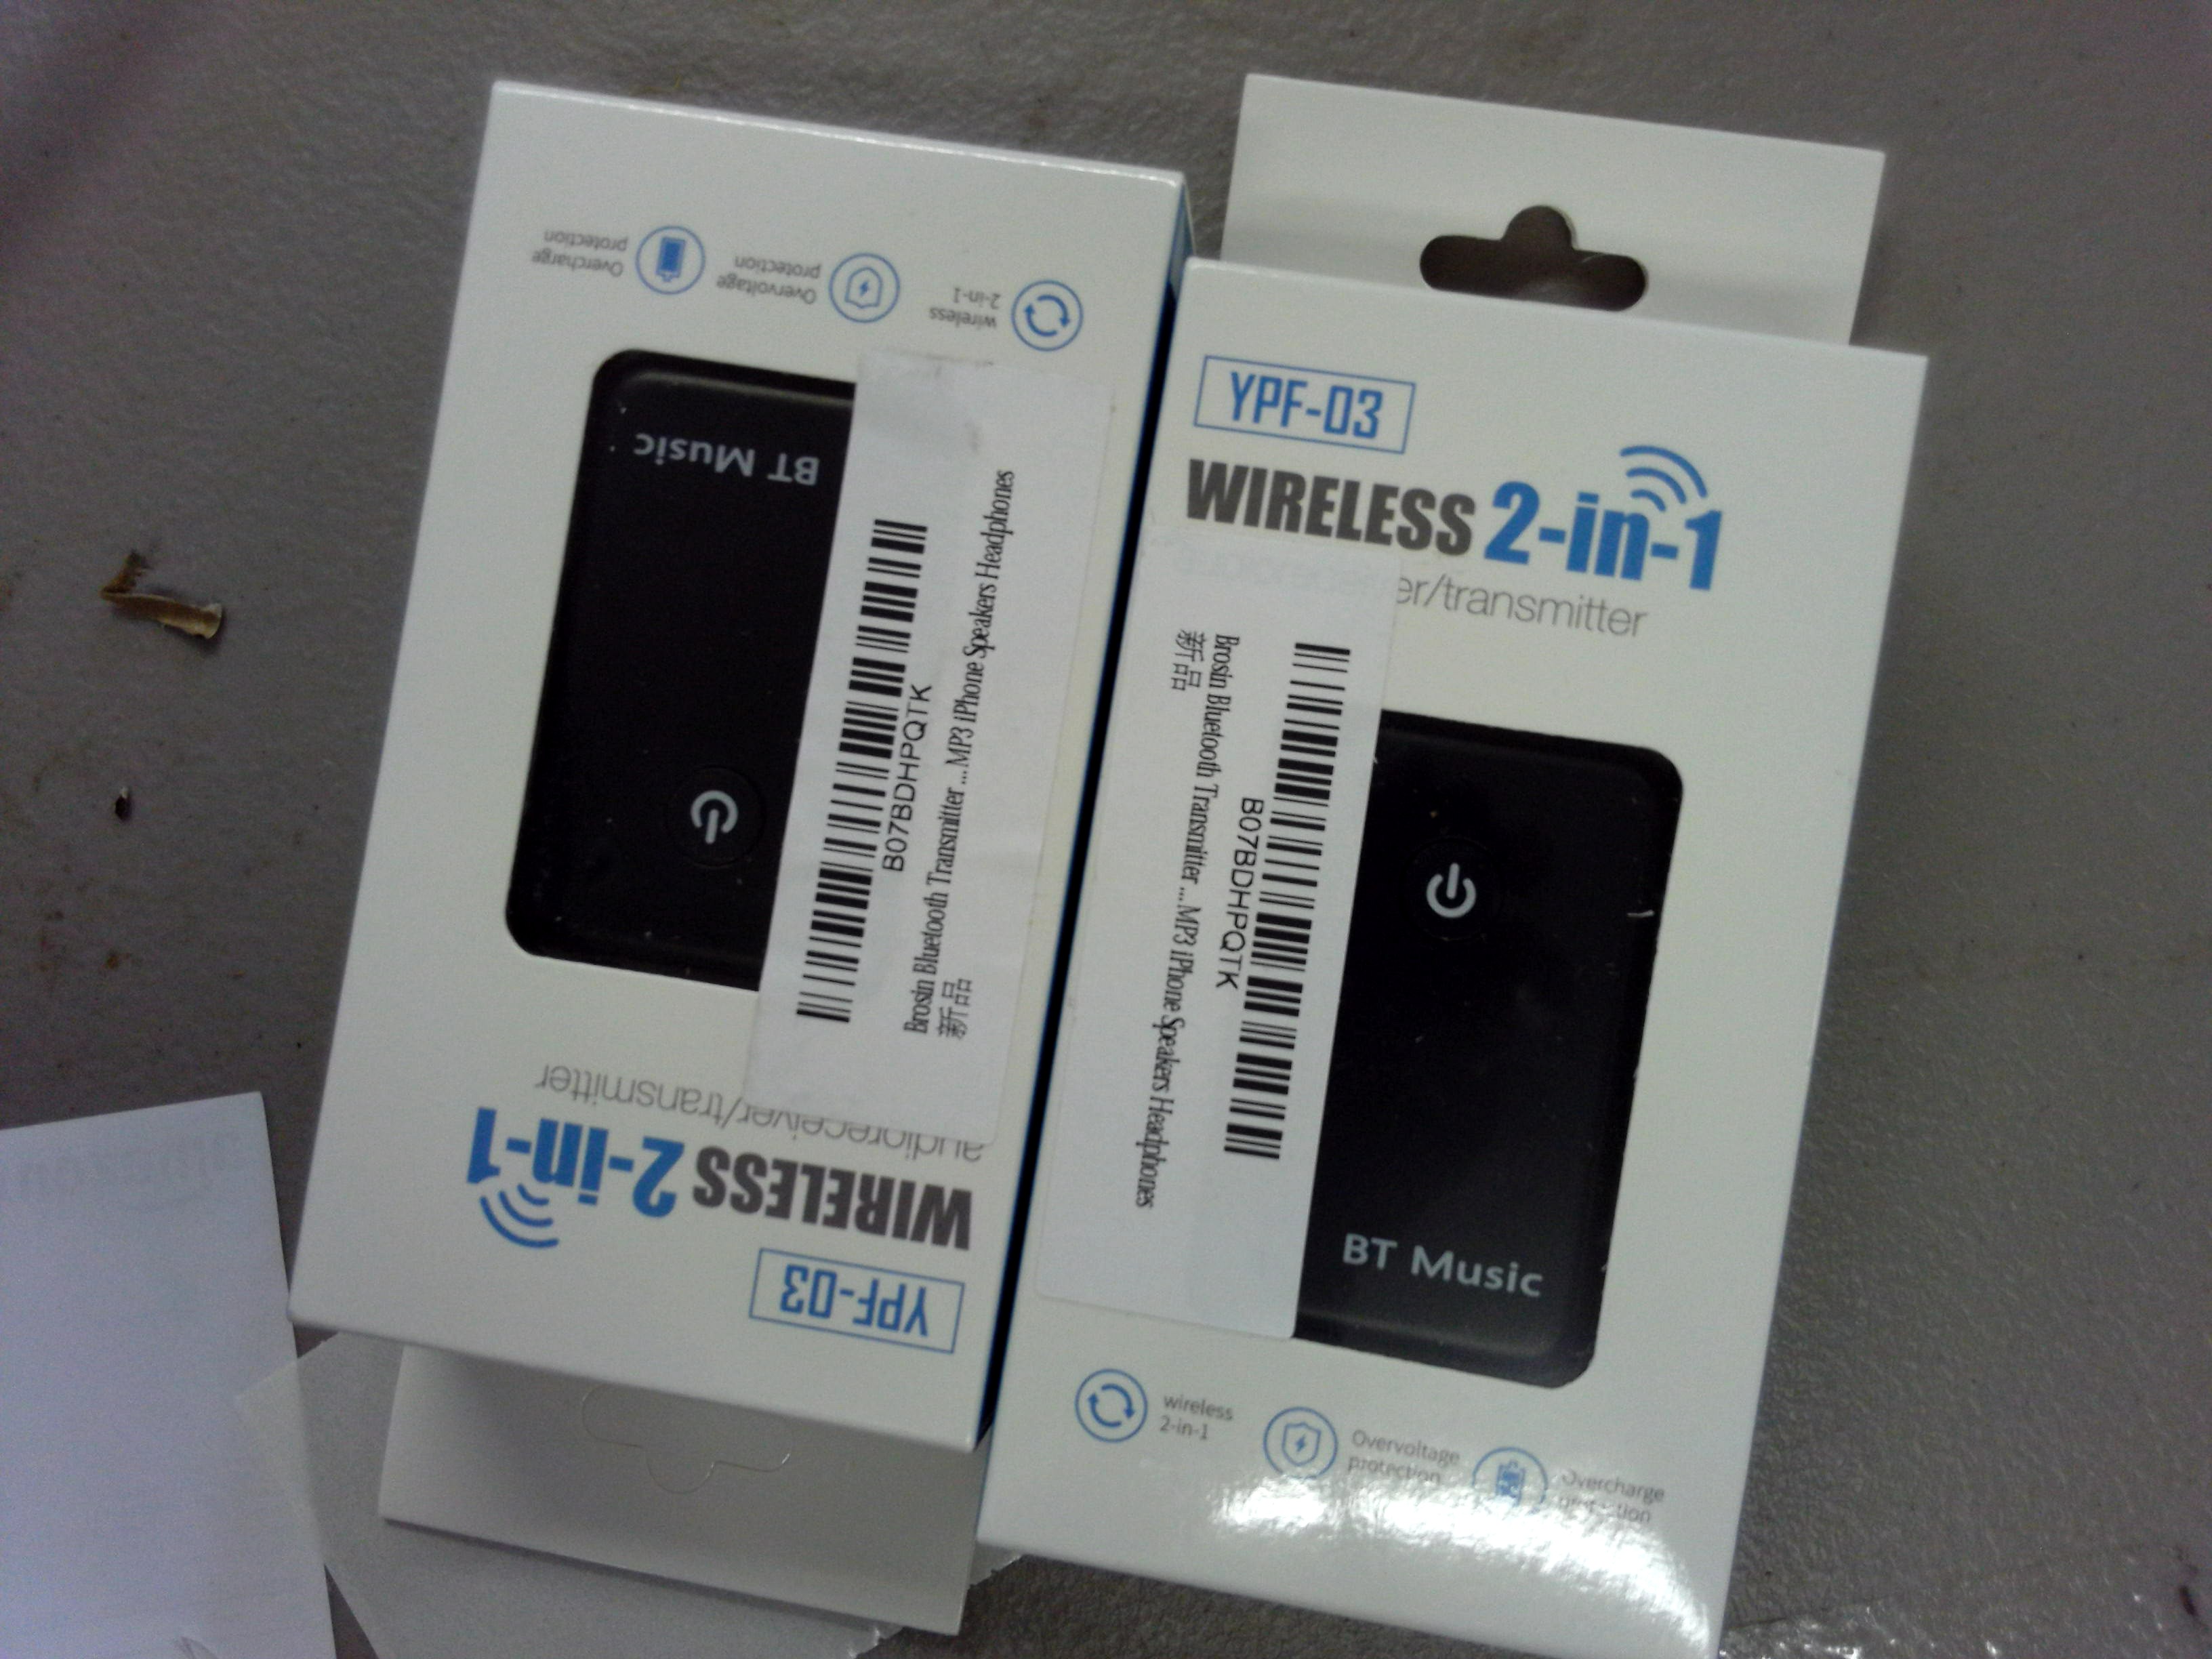 Overcharge
protection
Overvoltage
protection
wireless
2-in-1
BT Music
B07BDHPQTK
Brosin Bluetooth Transmitter ...MP3 iPhone Speakers Headphones
新品
audioreceiver/transmitter
WIRELESS 2-in-1
YPF-03
YPF-03
WIRELESS 2-in-1
er/transmitter
B07BDHPQTK
Brosin Bluetooth Transmitter ...MP3 iPhone Speakers Headphones
新品
BT Music
wireless
2-in-1
Overvoltage
protection
Overcharge
protection